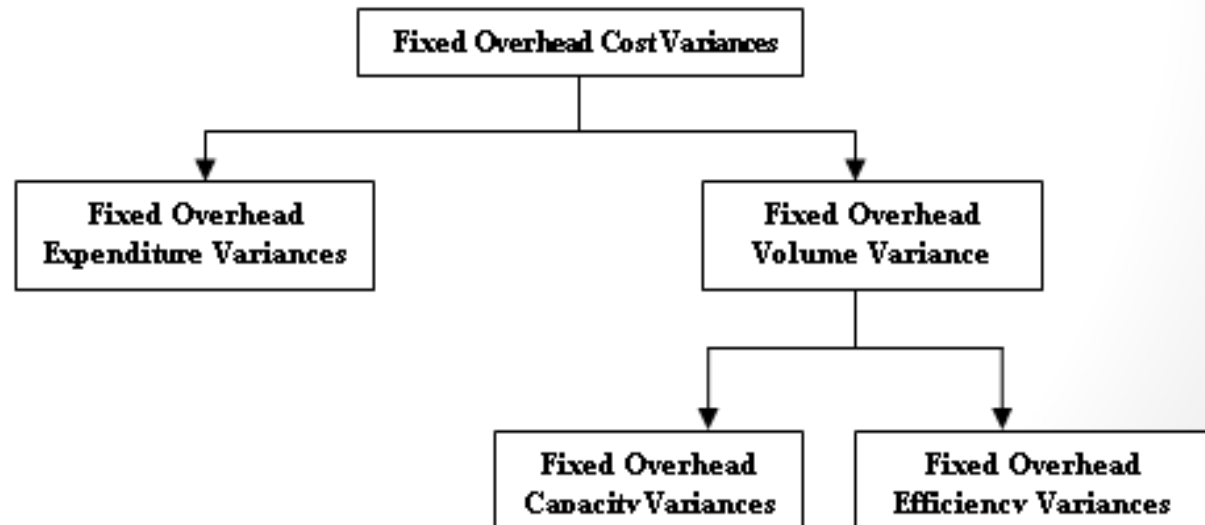 Fixed Overhead Cost Variances
Fixed Overhead
Expenditure Variances
Fixed Overhead
Volume Variance
Fixed Overhead
Capacity Variances
Fixed Overhead
Efficiency Variances